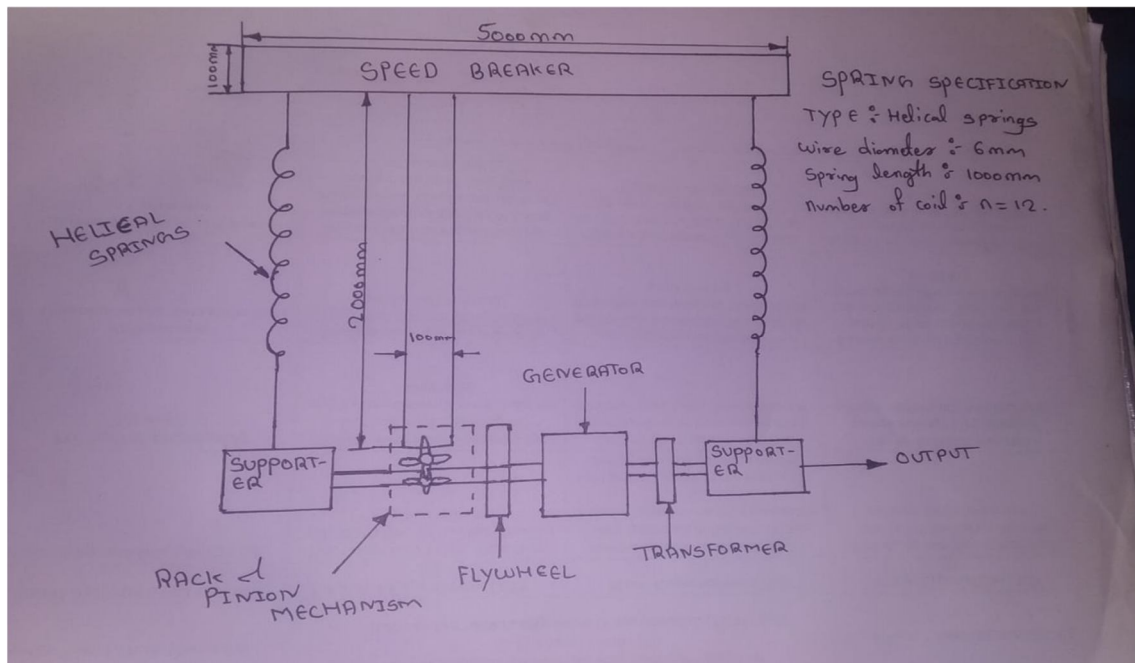 5000mm
100mm
SPEED BREAKER
SPRING SPECIFICATION
TYPE :- Helical springs
wire diameter :- 6mm
Spring length : 1000mm
number of coil : n=12.
HELICAL
SPRINGS
2000mm
100mm
GENERATOR
SUPPORT-
ER
SUPPORT-
ER
OUTPUT
RACK &
PINION
MECHANISM
FLYWHEEL
TRANSFORMER